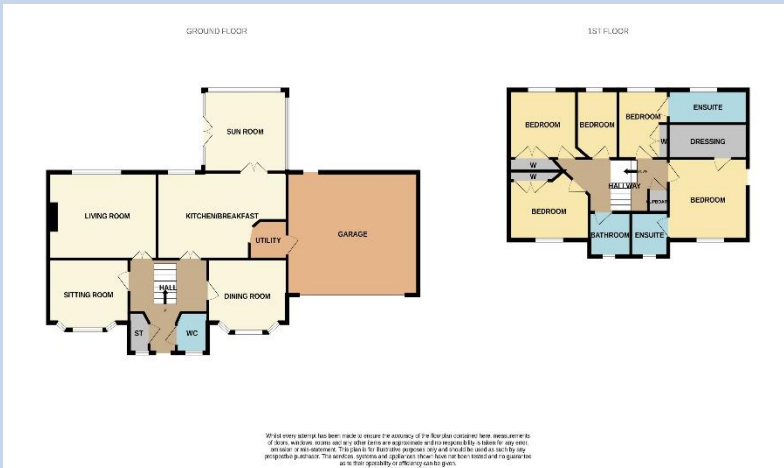 GROUND FLOOR
1ST FLOOR
SUN ROOM
LIVING ROOM
KITCHEN/BREAKFAST
UTILITY
GARAGE
SITTING ROOM
HALL
DINING ROOM
ST
WC
BEDROOM
BEDROOM
BEDROOM
ENSUITE
W
DRESSING
W
W
HALLWAY
BEDROOM
BEDROOM
BATHROOM
ENSUITE
Whilst every attempt has been made to ensure the accuracy of the floorplan contained here, measurements
of doors, windows, rooms and any other items are approximate and no responsibility is taken for any error,
omission or mis-statement. This plan is for illustrative purposes only and should be used as such by any
prospective purchaser. The services, systems and appliances shown have not been tested and no guarantee
as to their operability or efficiency can be given.